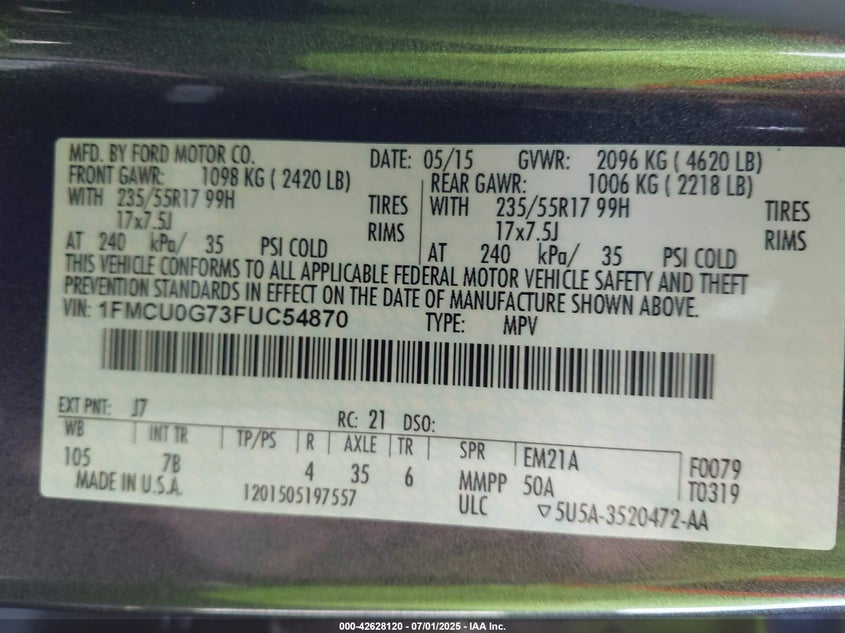 MFD. BY FORD MOTOR CO. DATE: 05/15 GVWR: 2096 KG ( 4620 LB)
FRONT GAWR: 1098 KG ( 2420 LB) REAR GAWR: 1006 KG ( 2218 LB)
WITH 235/55R17 99H TIRES WITH 235/55R17 99H TIRES
17x7.5J RIMS 17x7.5J RIMS
AT 240 kPa/ 35 PSI COLD AT 240 kPa/ 35 PSI COLD
THIS VEHICLE CONFORMS TO ALL APPLICABLE FEDERAL MOTOR VEHICLE SAFETY AND THEFT
PREVENTION STANDARDS IN EFFECT ON THE DATE OF MANUFACTURE SHOWN ABOVE.
VIN: 1FMCU0G73FUC54870 TYPE: MPV
EXT PNT: J7 RC: 21 DSO:
WB INT TR TP/PS R AXLE TR SPR EM21A F0079
105 7B 4 35 6 MMPP 50A T0319
MADE IN U.S.A. 1201505197557 ULC ▽5U5A-3520472-AA
000-42628120 - 07/01/2025 - IAA Inc.